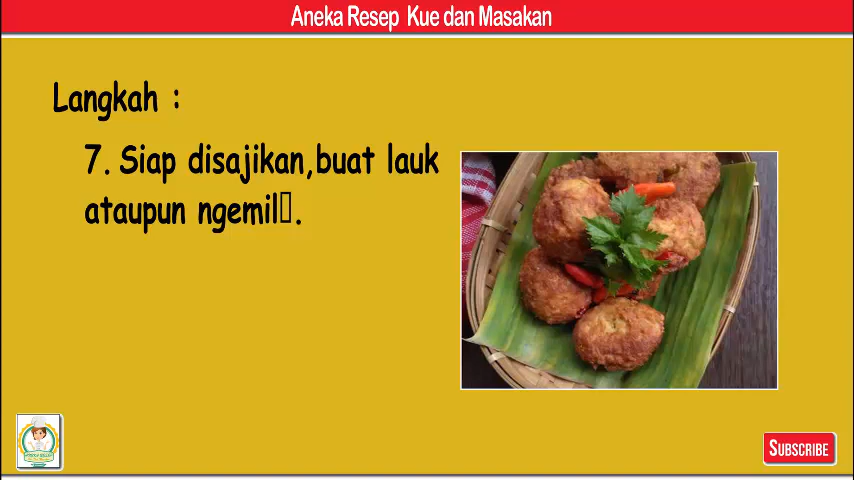 Aneka Resep Kue dan Masakan
Langkah :
7. Siap disajikan,buat lauk
ataupun ngemil▯.
SUBSCRIBE